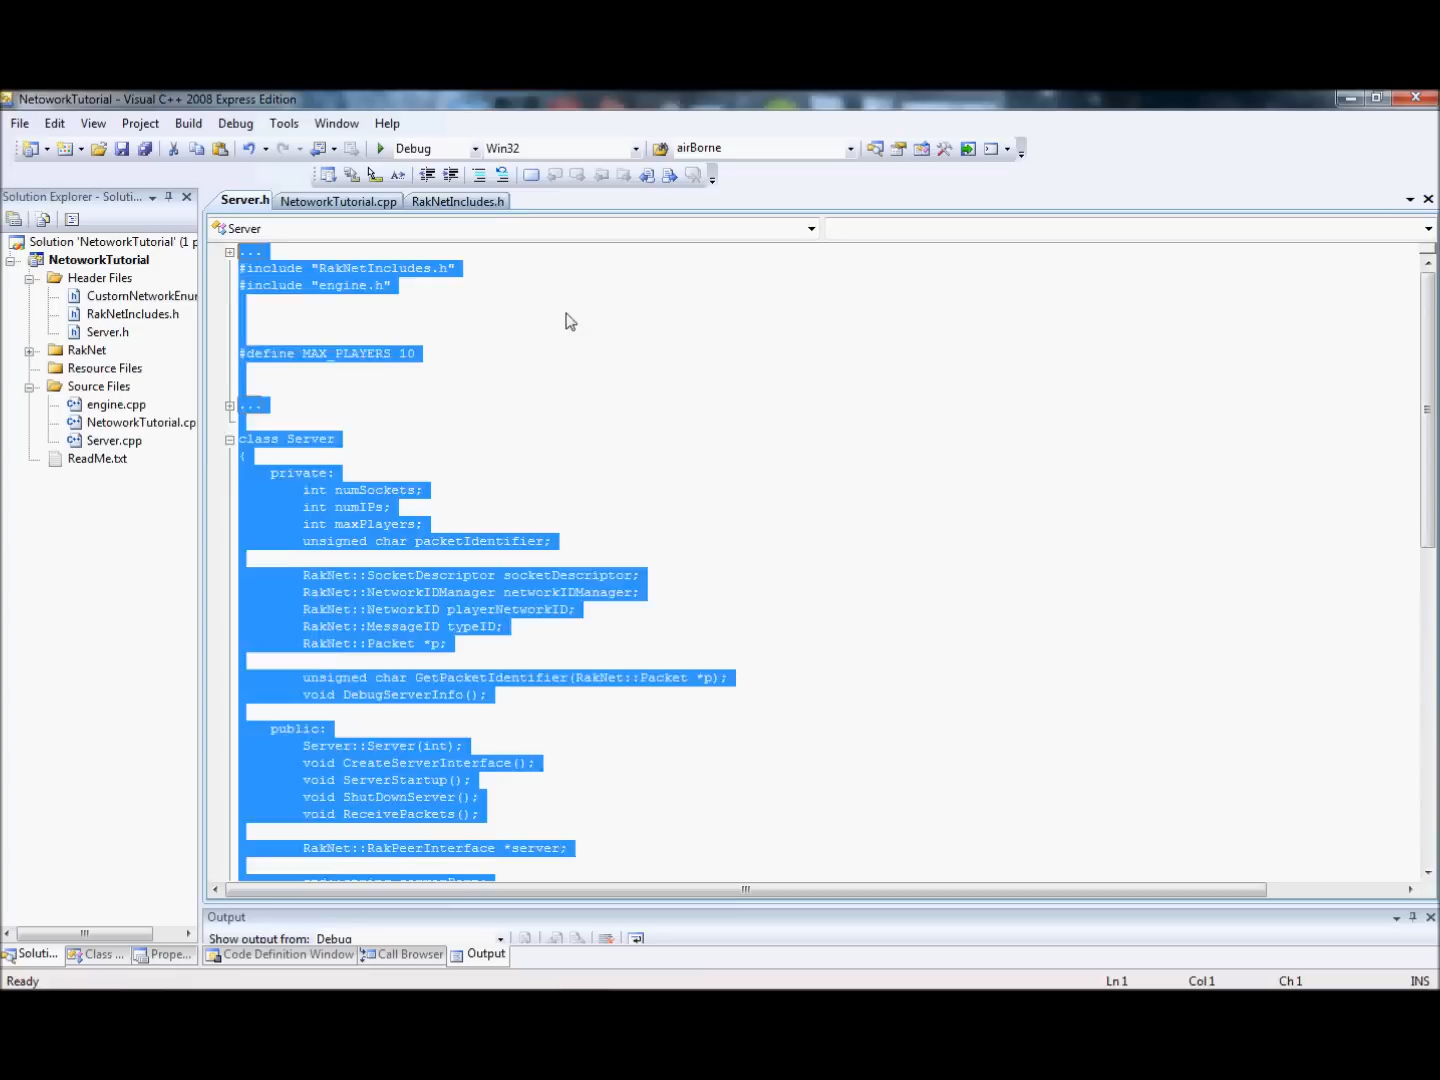 NetoworkTutorial - Visual C++ 2008 Express Edition
File Edit View Project Build Debug Tools Window Help
Debug Win32 airBorne
Solution Explorer - Soluti...
Server.h NetoworkTutorial.cpp RakNetIncludes.h
Server
Solution 'NetoworkTutorial' (1 p
NetoworkTutorial
Header Files
CustomNetworkEnu
RakNetIncludes.h
Server.h
RakNet
Resource Files
Source Files
engine.cpp
NetoworkTutorial.cp
Server.cpp
ReadMe.txt
...
#include "RakNetIncludes.h"
#include "engine.h"
#define MAX_PLAYERS 10
...
class Server
{
private:
int numSockets;
int numIPs;
int maxPlayers;
unsigned char packetIdentifier;
RakNet::SocketDescriptor socketDescriptor;
RakNet::NetworkIDManager networkIDManager;
RakNet::NetworkID playerNetworkID;
RakNet::MessageID typeID;
RakNet::Packet *p;
unsigned char GetPacketIdentifier(RakNet::Packet *p);
void DebugServerInfo();
public:
Server::Server(int);
void CreateServerInterface();
void ServerStartup();
void ShutDownServer();
void ReceivePackets();
RakNet::RakPeerInterface *server;
Output
Show output from: Debug
Soluti... Class ... Prope... Code Definition Window Call Browser Output
Ready Ln 1 Col 1 Ch 1 INS